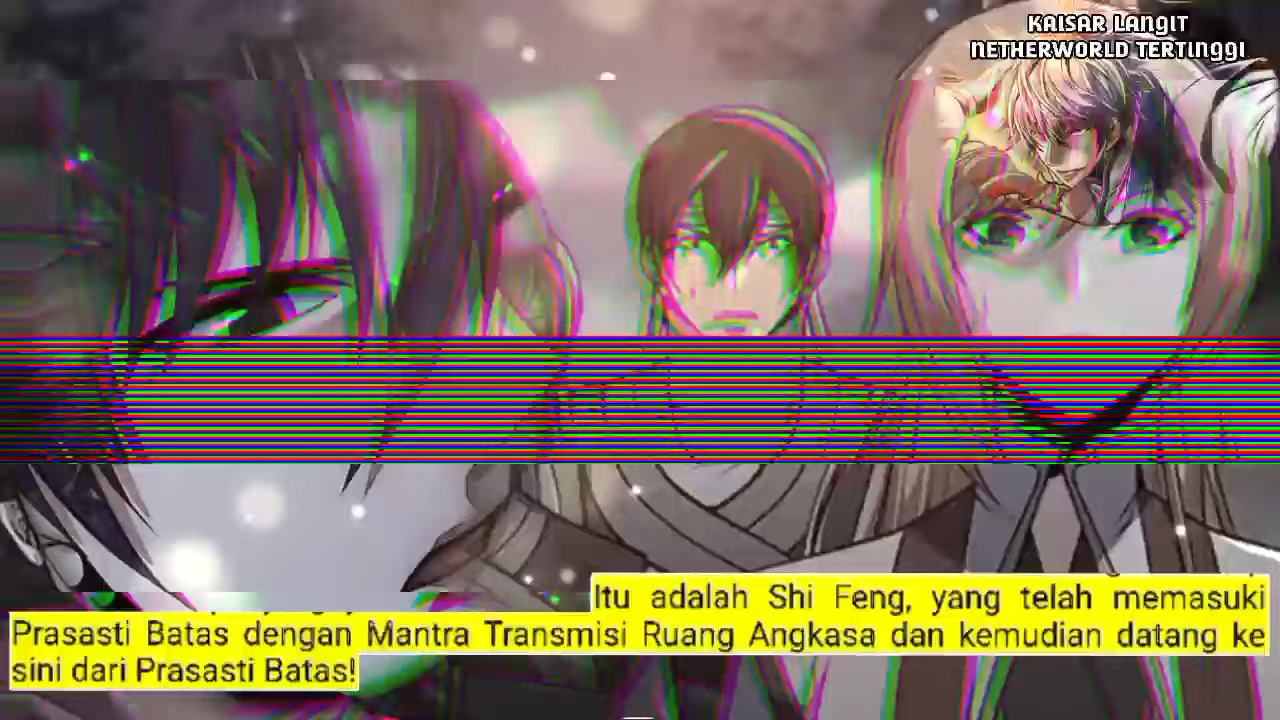 KAISAR LANGIT
NETHERWORLD TERTINGGI
Itu adalah Shi Feng, yang telah memasuki
Prasasti Batas dengan Mantra Transmisi Ruang Angkasa dan kemudian datang ke
sini dari Prasasti Batas!